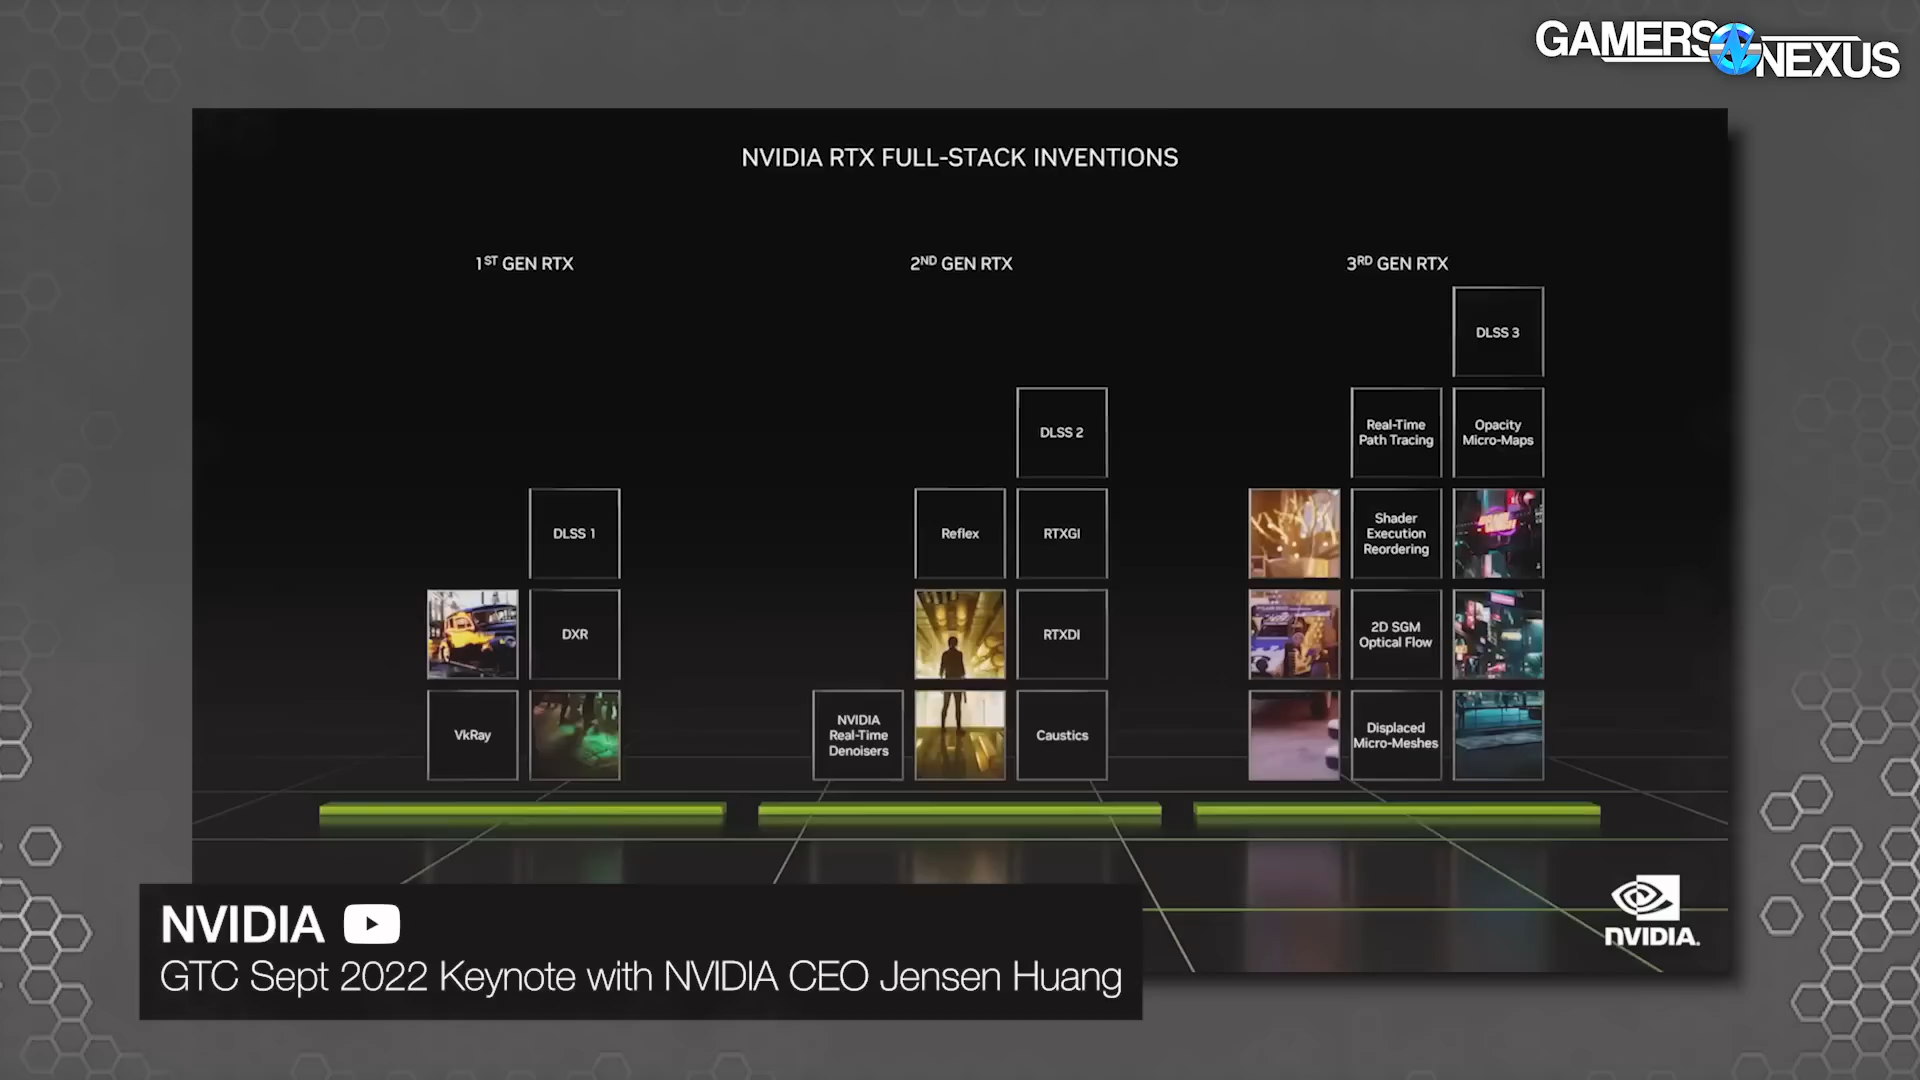 GAMERS NEXUS
NVIDIA RTX FULL-STACK INVENTIONS
1ST GEN RTX
2ND GEN RTX
3RD GEN RTX
DLSS 1
DXR
VkRay
DLSS 2
Reflex
RTXGI
RTXDI
NVIDIA
Real-Time
Denoisers
Caustics
DLSS 3
Real-Time
Path Tracing
Opacity
Micro-Maps
Shader
Execution
Reordering
2D SGM
Optical Flow
Displaced
Micro-Meshes
NVIDIA.
NVIDIA
GTC Sept 2022 Keynote with NVIDIA CEO Jensen Huang